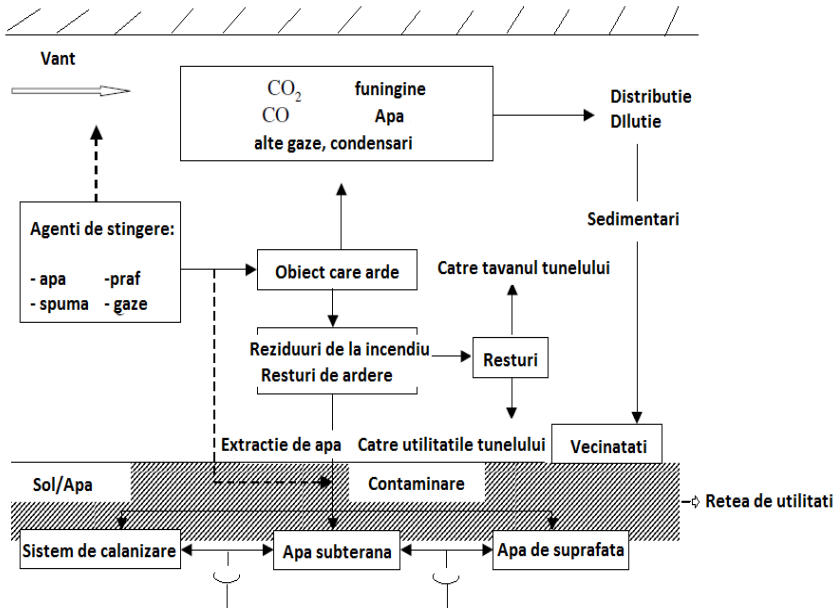 Vant
CO2 funingine
CO Apa
alte gaze, condensari
Distributie
DIlutie
Agenti de stingere:
- apa -praf
- spuma - gaze
Sedimentari
Obiect care arde
Catre tavanul tunelului
Reziduuri de la incendiu
Resturi de ardere
Resturi
Extractie de apa
Catre utilitatile tunelului
Vecinatati
Sol/Apa
Contaminare
Retea de utilitati
Sistem de calanizare
Apa subterana
Apa de suprafata